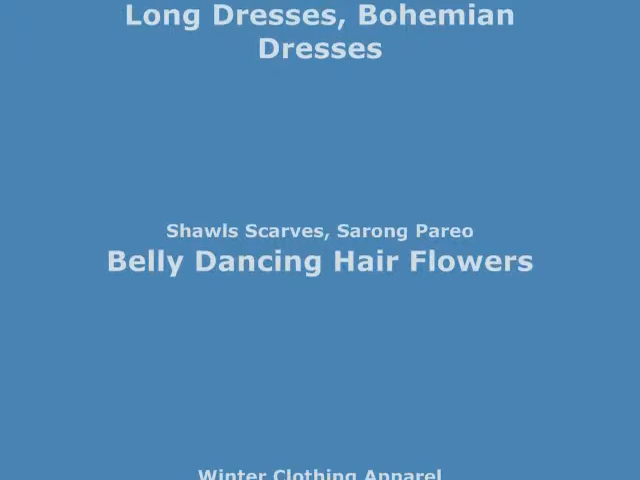 Long Dresses, Bohemian
Dresses
Shawls Scarves, Sarong Pareo
Belly Dancing Hair Flowers
Winter Clothing Apparel